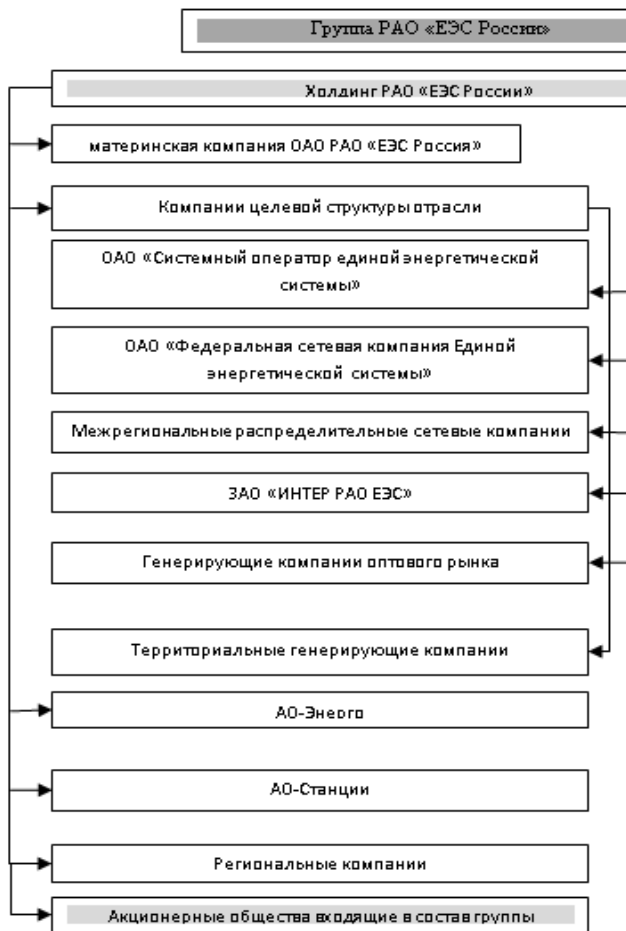 Группа РАО «ЕЭС России»
Холдинг РАО «ЕЭС России»
материнская компания ОАО РАО «ЕЭС Россия»
Компании целевой структуры отрасли
ОАО «Системный оператор единой энергетической
системы»
ОАО «Федеральная сетевая компания Единой
энергетической системы»
Межрегиональные распределительные сетевые компании
ЗАО «ИНТЕР РАО ЕЭС»
Генерирующие компании оптового рынка
Территориальные генерирующие компании
АО-Энерго
АО-Станции
Региональные компании
Акционерные общества входящие в состав группы